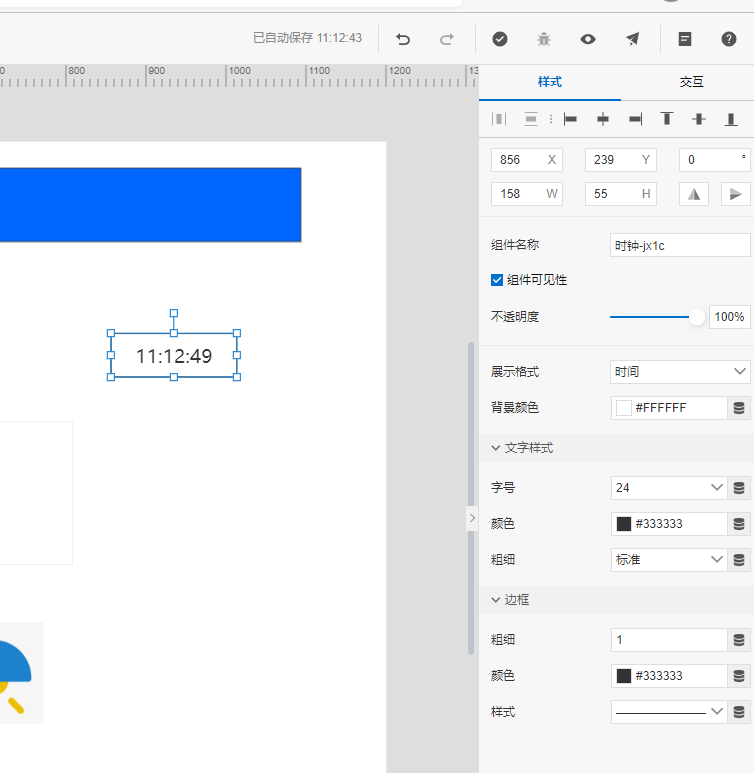 已自动保存 11:12:43
800 900 1000 1100 1200
样式 交互
856 X 239 Y 0 °
158 W 55 H
组件名称 时钟-jx1c
组件可见性
不透明度 100%
11:12:49
展示格式 时间
背景颜色 #FFFFFF
文字样式
字号 24
颜色 #333333
粗细 标准
边框
粗细 1
颜色 #333333
样式